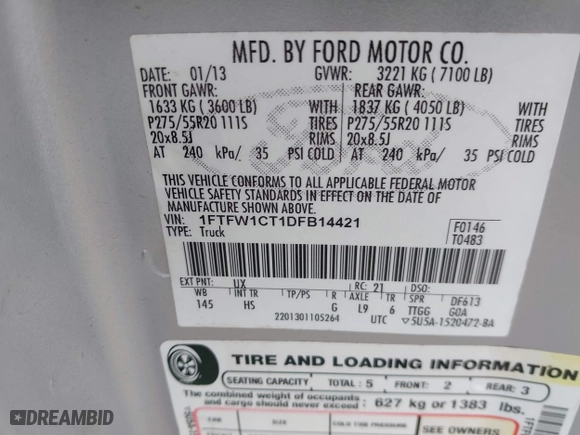 MFD. BY FORD MOTOR CO.
DATE: 01/13 GVWR: 3221 KG ( 7100 LB)
FRONT GAWR: REAR GAWR:
1633 KG ( 3600 LB) WITH 1837 KG ( 4050 LB) WITH
P275/55R20 111S TIRES P275/55R20 111S TIRES
20x8.5J RIMS 20x8.5J RIMS
AT 240 kPa/ 35 PSI COLD AT 240 kPa/ 35 PSI COLD
THIS VEHICLE CONFORMS TO ALL APPLICABLE FEDERAL MOTOR
VEHICLE SAFETY STANDARDS IN EFFECT ON THE DATE OF
MANUFACTURE SHOWN ABOVE.
VIN: 1FTFW1CT1DFB14421 F0146
TYPE: Truck T0483
EXT PNT: UX RC: 21 DSO:
WB INT TR TP/PS R AXLE TR SPR DF613
145 HS G L9 6 TTGG G0A
2201301105264 UTC ▽5U5A-1520472-BA
TIRE AND LOADING INFORMATION
SEATING CAPACITY TOTAL : 5 FRONT: 2 REAR: 3
The combined weight of occupants
and cargo should never exceed : 627 kg or 1383 lbs.
TIRE SIZE COLD TIRE PRESSURE SEE OWNERS
DREAMBID